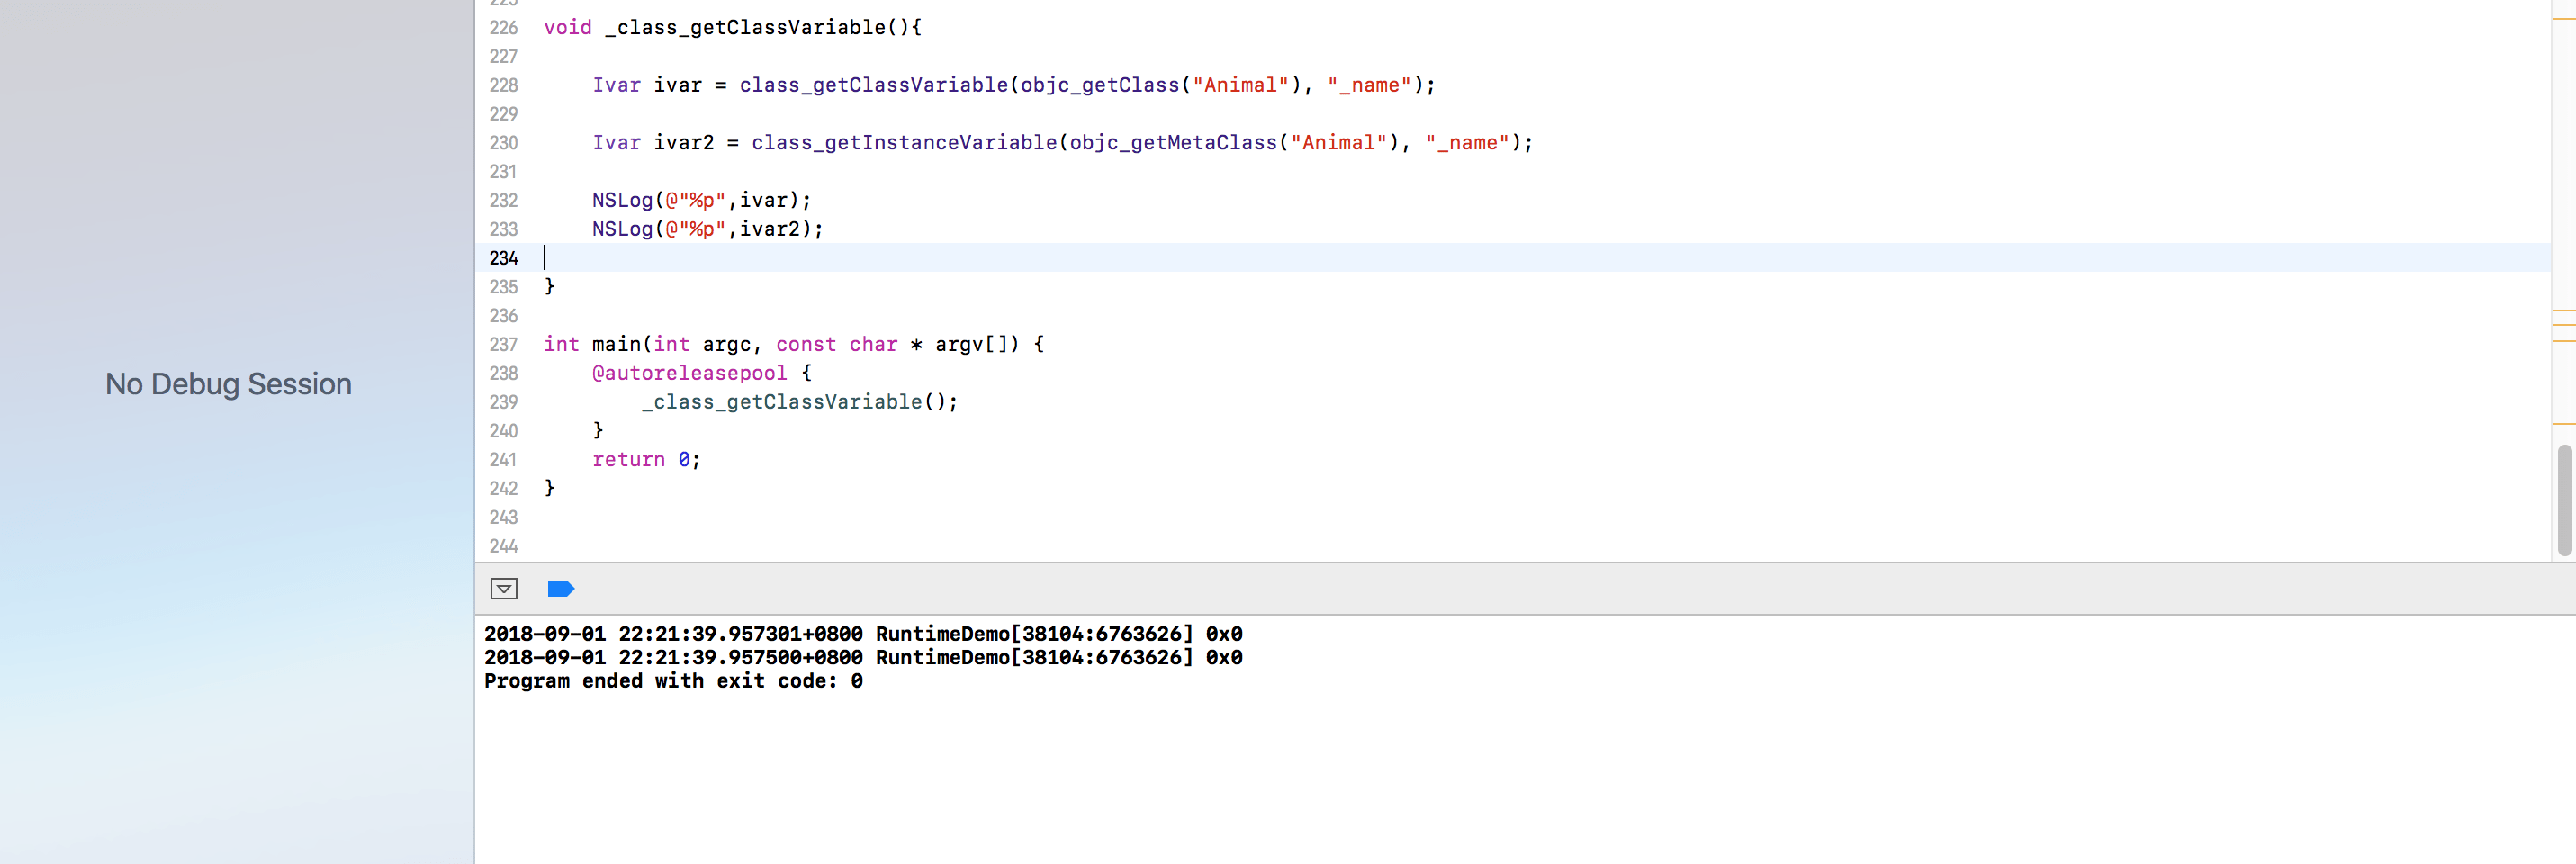 No Debug Session
225
226 void _class_getClassVariable(){
227
228 Ivar ivar = class_getClassVariable(objc_getClass("Animal"), "_name");
229
230 Ivar ivar2 = class_getInstanceVariable(objc_getMetaClass("Animal"), "_name");
231
232 NSLog(@"%p",ivar);
233 NSLog(@"%p",ivar2);
234
235 }
236
237 int main(int argc, const char * argv[]) {
238 @autoreleasepool {
239 _class_getClassVariable();
240 }
241 return 0;
242 }
243
244
2018-09-01 22:21:39.957301+0800 RuntimeDemo[38104:6763626] 0x0
2018-09-01 22:21:39.957500+0800 RuntimeDemo[38104:6763626] 0x0
Program ended with exit code: 0